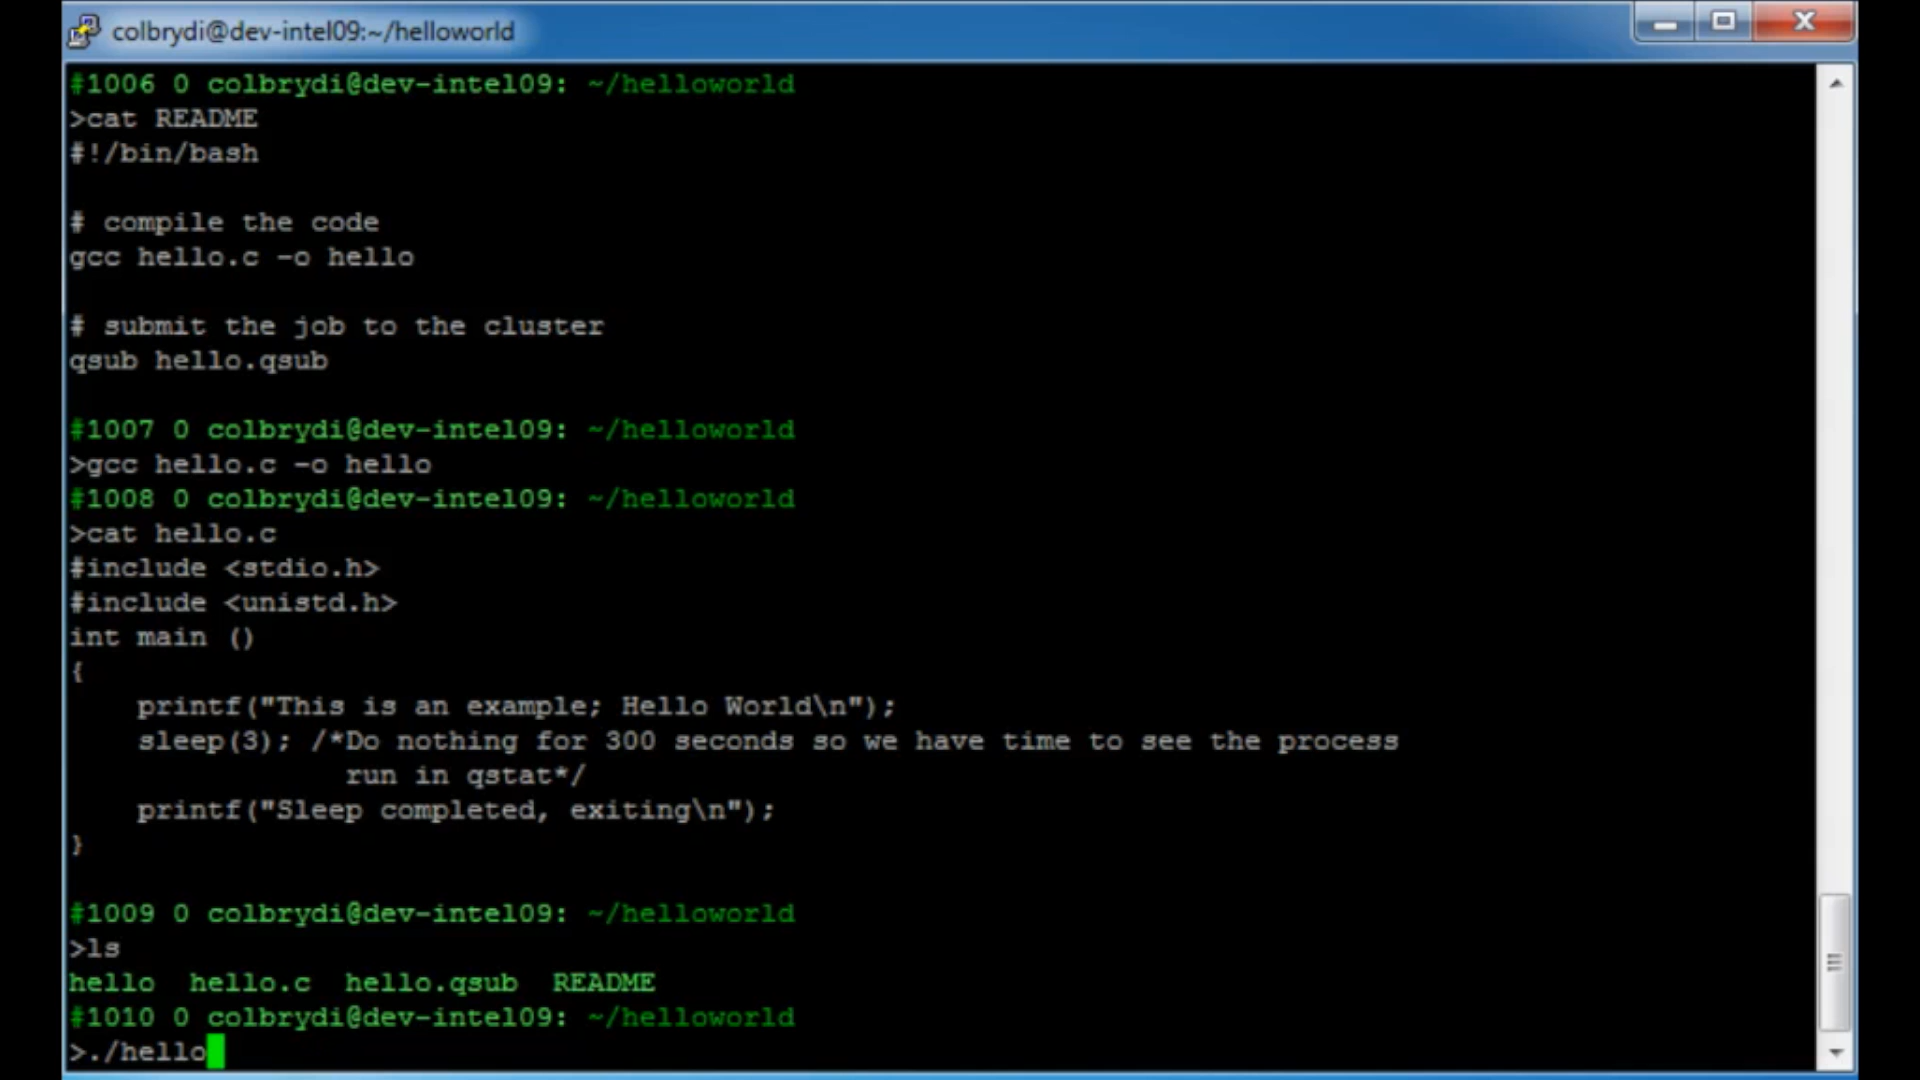 colbrydi@dev-intel09:~/helloworld
#1006 0 colbrydi@dev-intel09: ~/helloworld
>cat README
#!/bin/bash
# compile the code
gcc hello.c -o hello
# submit the job to the cluster
qsub hello.qsub
#1007 0 colbrydi@dev-intel09: ~/helloworld
>gcc hello.c -o hello
#1008 0 colbrydi@dev-intel09: ~/helloworld
>cat hello.c
#include <stdio.h>
#include <unistd.h>
int main ()
{
    printf("This is an example; Hello World\n");
    sleep(3); /*Do nothing for 300 seconds so we have time to see the process
                run in qstat*/
    printf("Sleep completed, exiting\n");
}
#1009 0 colbrydi@dev-intel09: ~/helloworld
>ls
hello  hello.c  hello.qsub  README
#1010 0 colbrydi@dev-intel09: ~/helloworld
>./hello